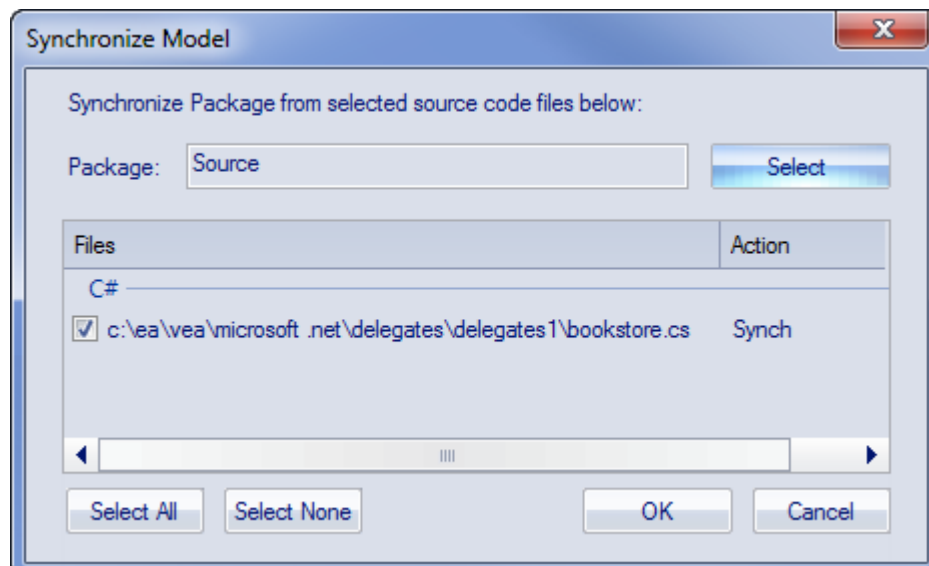 Synchronize Model
Synchronize Package from selected source code files below:
Package: Source Select
Files Action
C#
c:\ea\vea\microsoft .net\delegates\delegates1\bookstore.cs Synch
Select All Select None OK Cancel